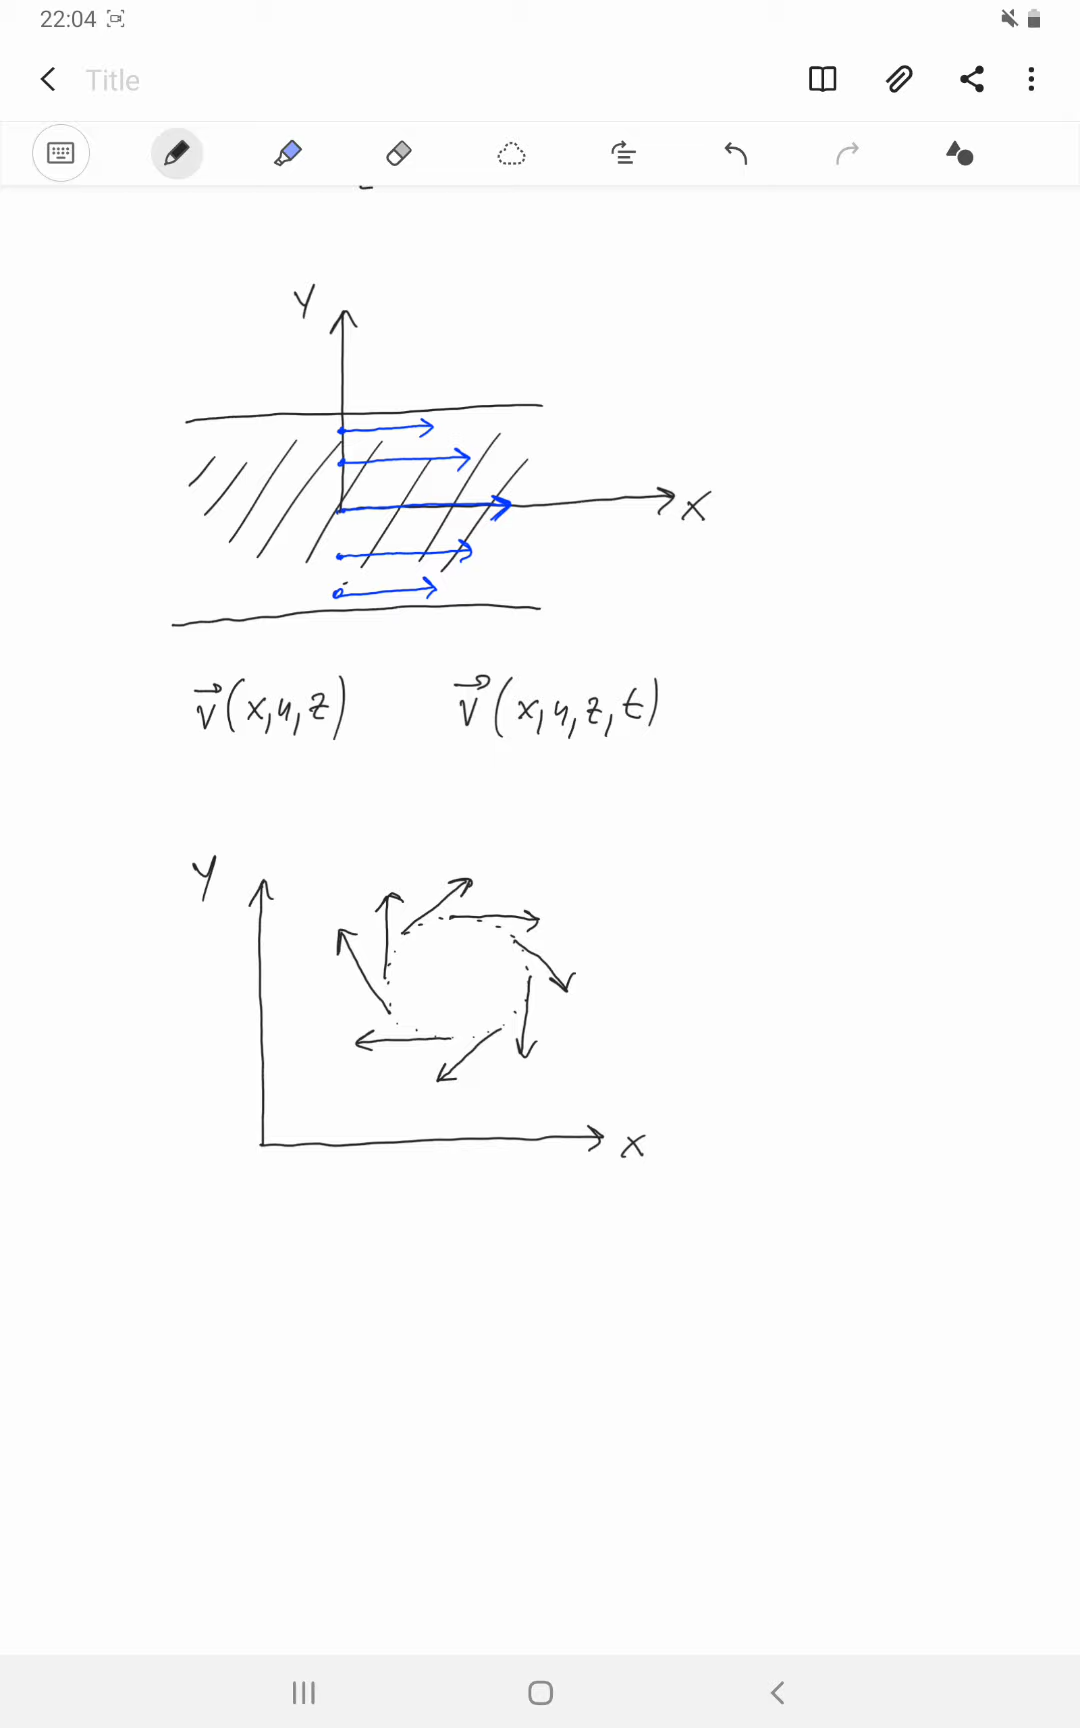 22:04
Title
Y
X
v⃗(x,y,z) v⃗(x,y,z,t)
Y
X